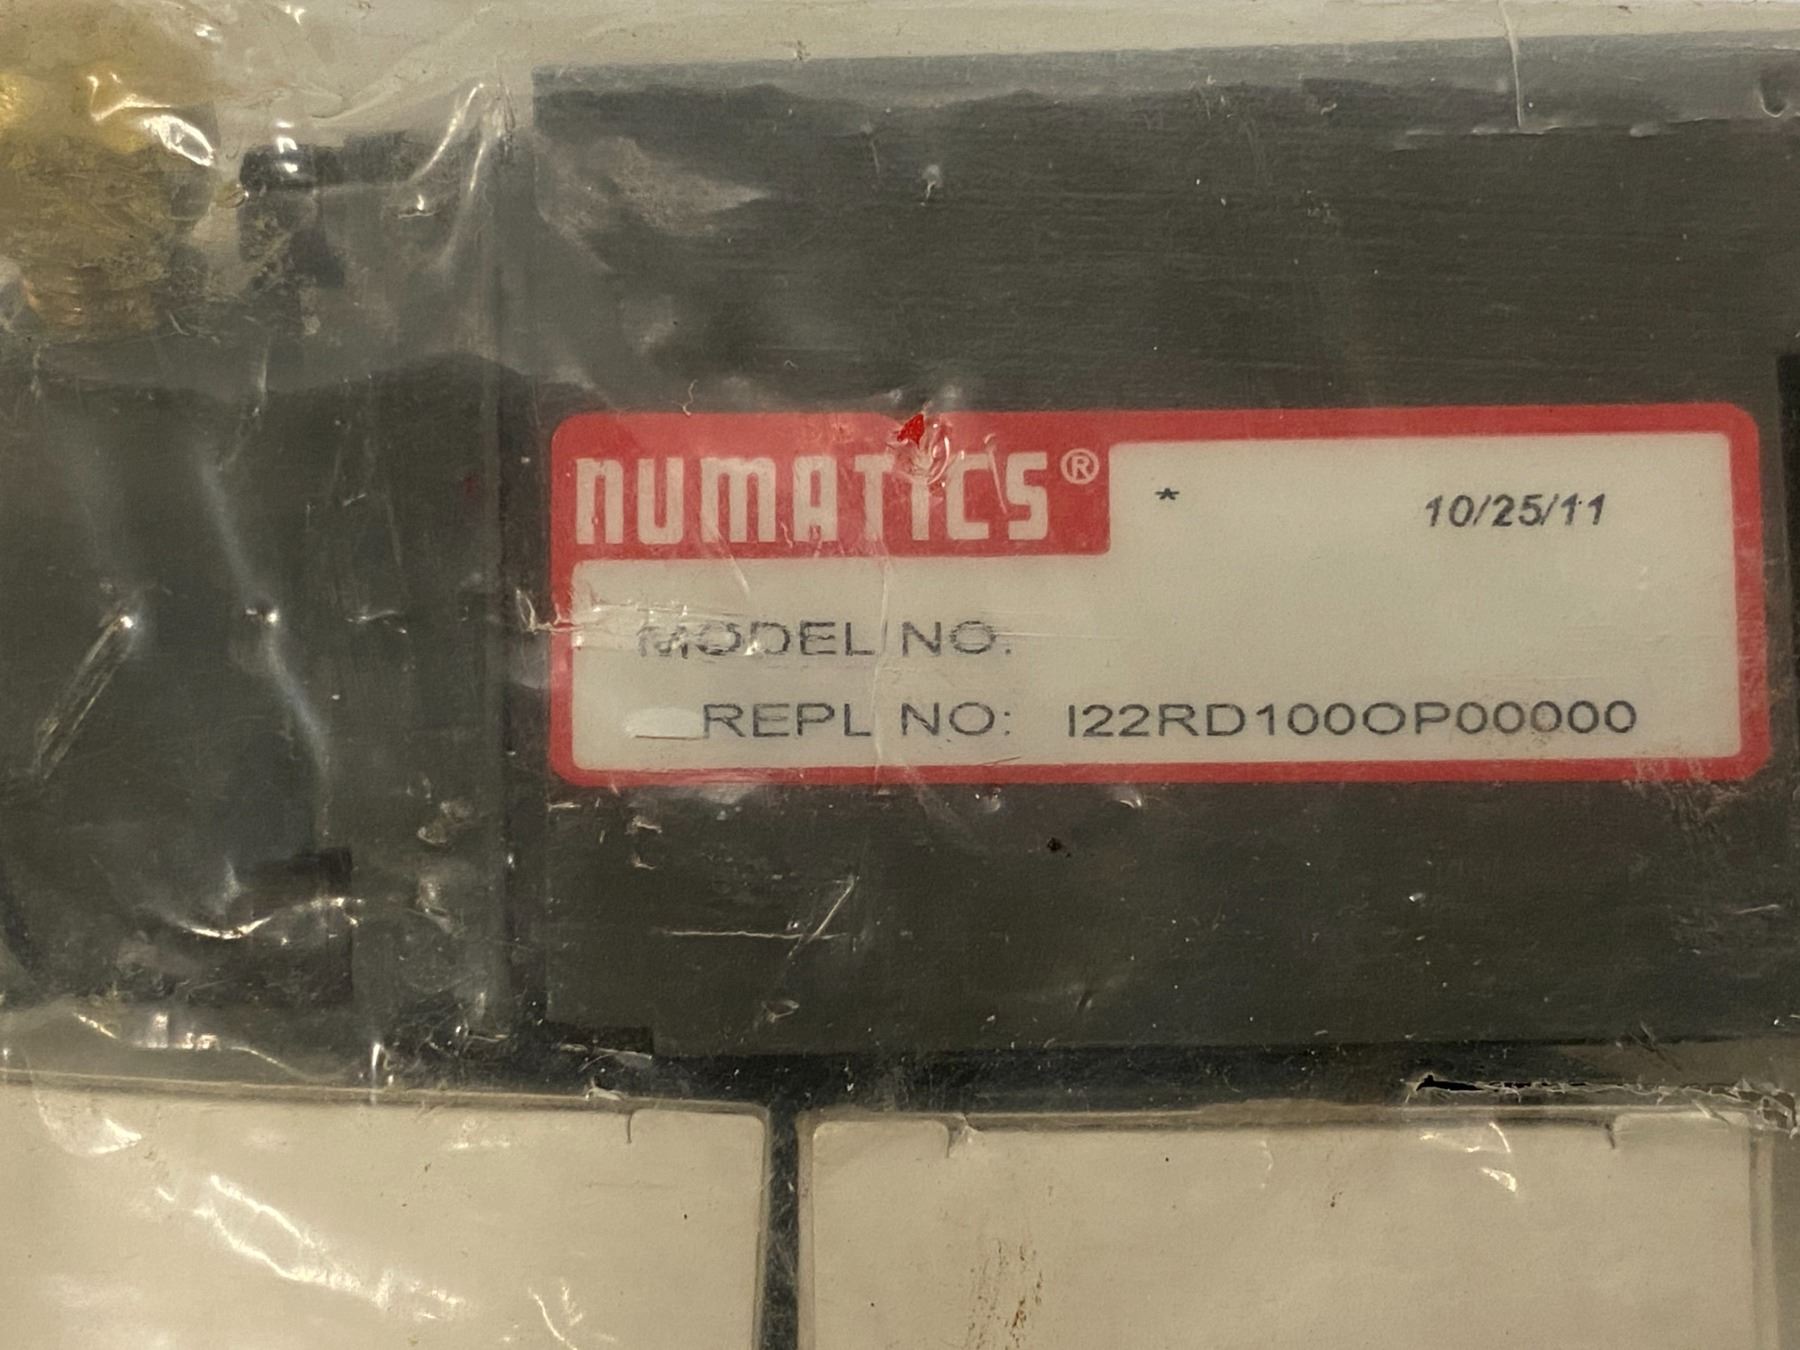 NUMATICS®
* 10/25/11
MODEL NO:
REPL NO: I22RD100OP00000